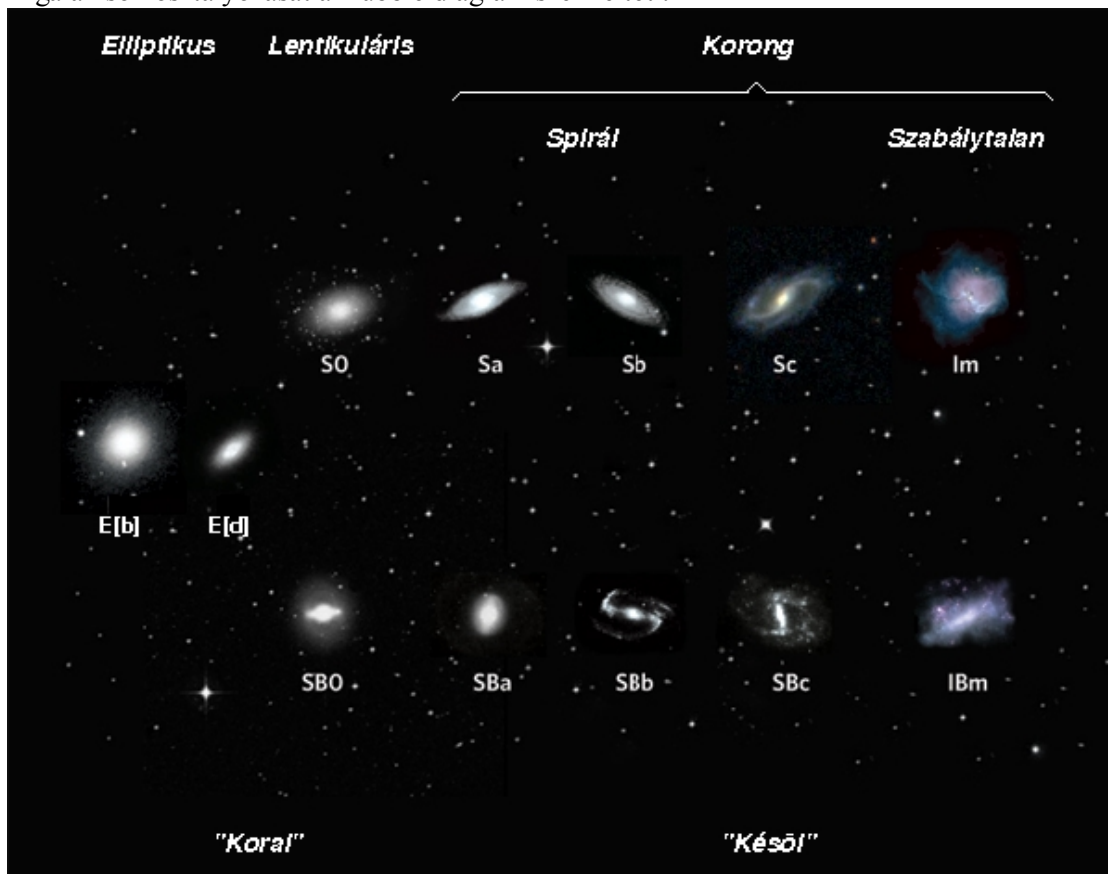 Elliptikus Lentikuláris Korong
Spirál Szabálytalan
S0 Sa Sb Sc Im
E[b] E[d]
SB0 SBa SBb SBc IBm
"Korai" "Késői"